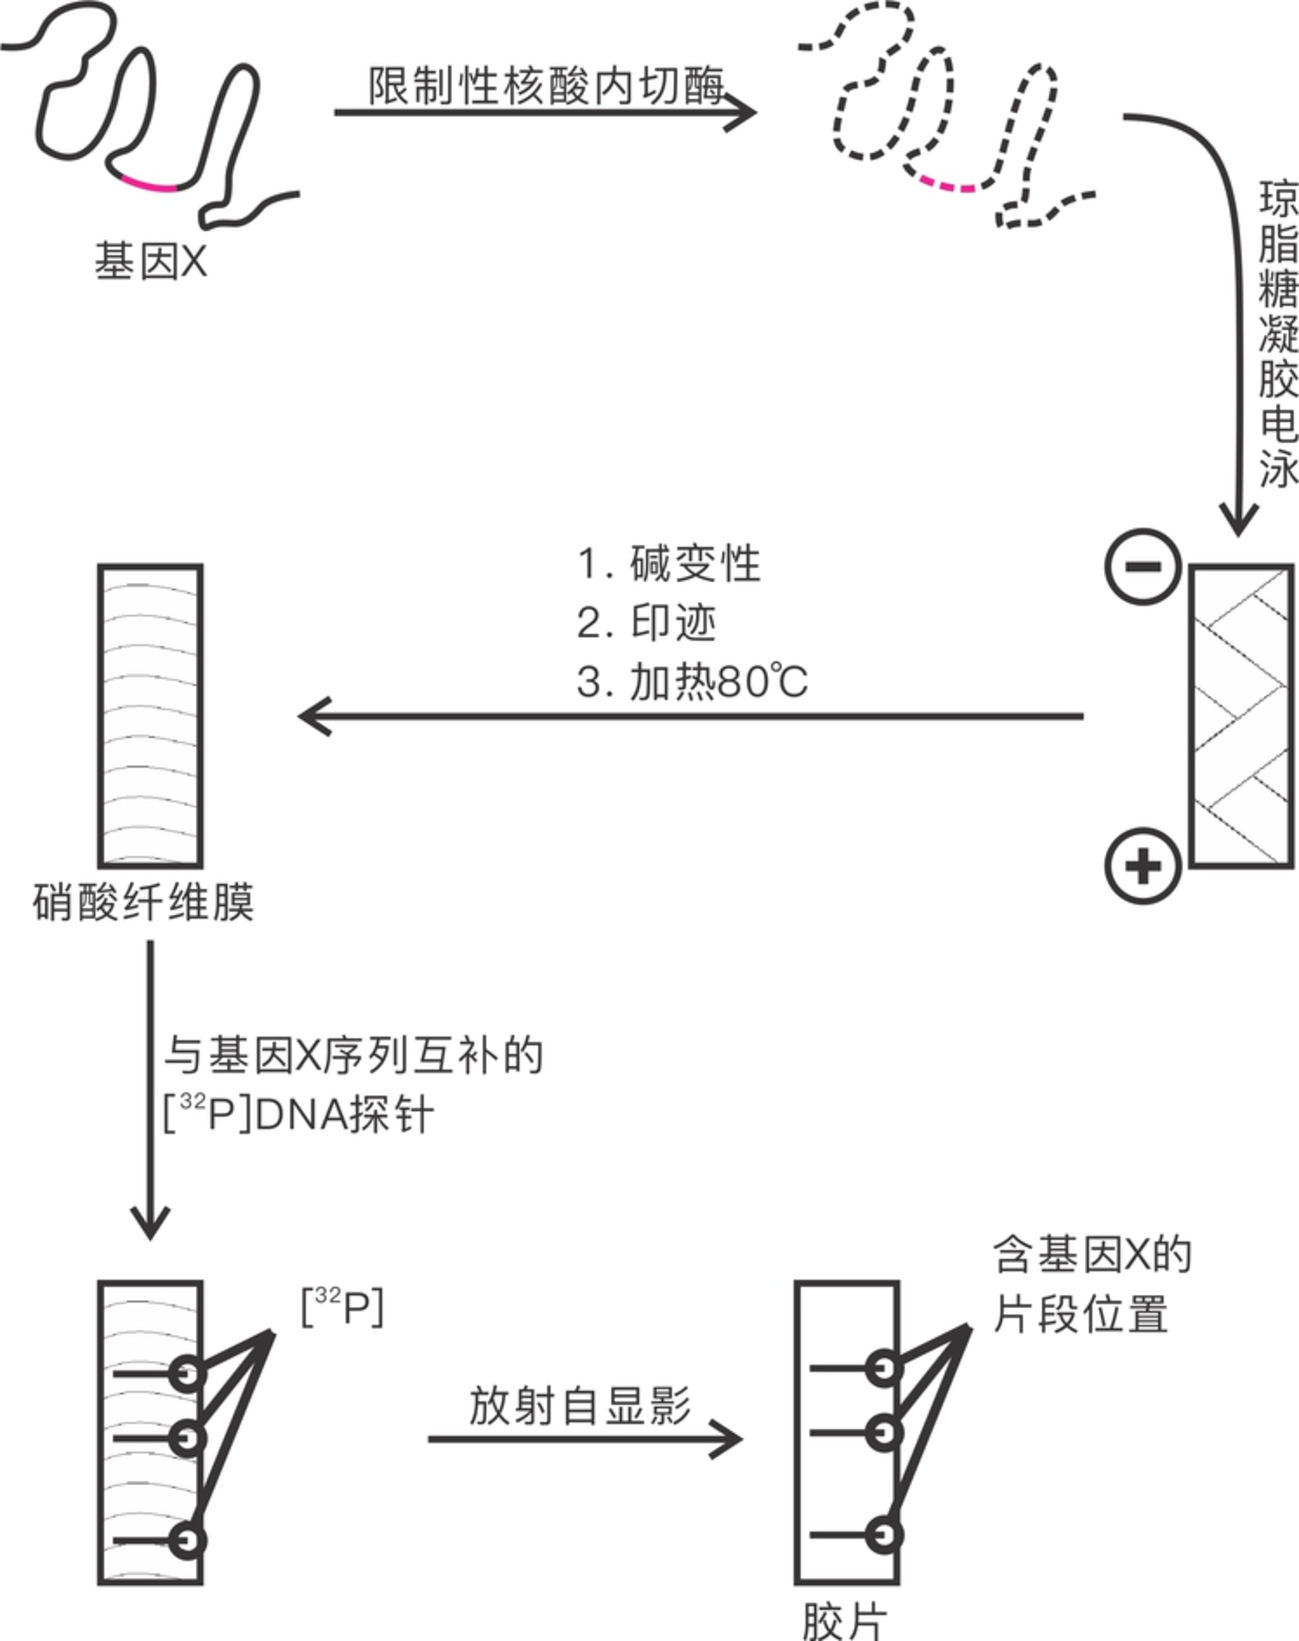 限制性核酸内切酶
基因X
琼脂糖凝胶电泳
1. 碱变性
2. 印迹
3. 加热80℃
硝酸纤维膜
与基因X序列互补的
[³²P]DNA探针
[³²P]
含基因X的
片段位置
放射自显影
胶片